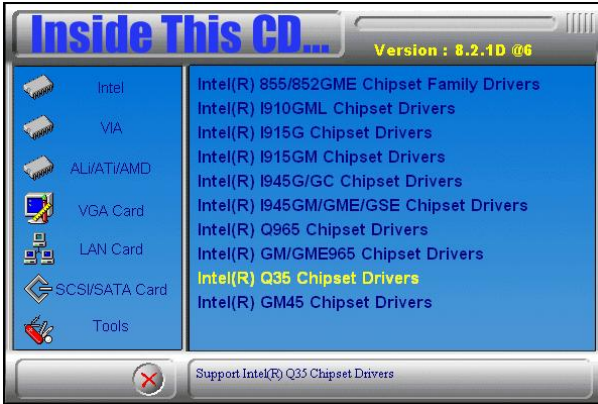 Inside This CD...
Version : 8.2.1D @6
Intel
VIA
ALi/ATi/AMD
VGA Card
LAN Card
SCSI/SATA Card
Tools
Intel(R) 855/852GME Chipset Family Drivers
Intel(R) I910GML Chipset Drivers
Intel(R) I915G Chipset Drivers
Intel(R) I915GM Chipset Drivers
Intel(R) I945G/GC Chipset Drivers
Intel(R) I945GM/GME/GSE Chipset Drivers
Intel(R) Q965 Chipset Drivers
Intel(R) GM/GME965 Chipset Drivers
Intel(R) Q35 Chipset Drivers
Intel(R) GM45 Chipset Drivers
Support Intel(R) Q35 Chipset Drivers